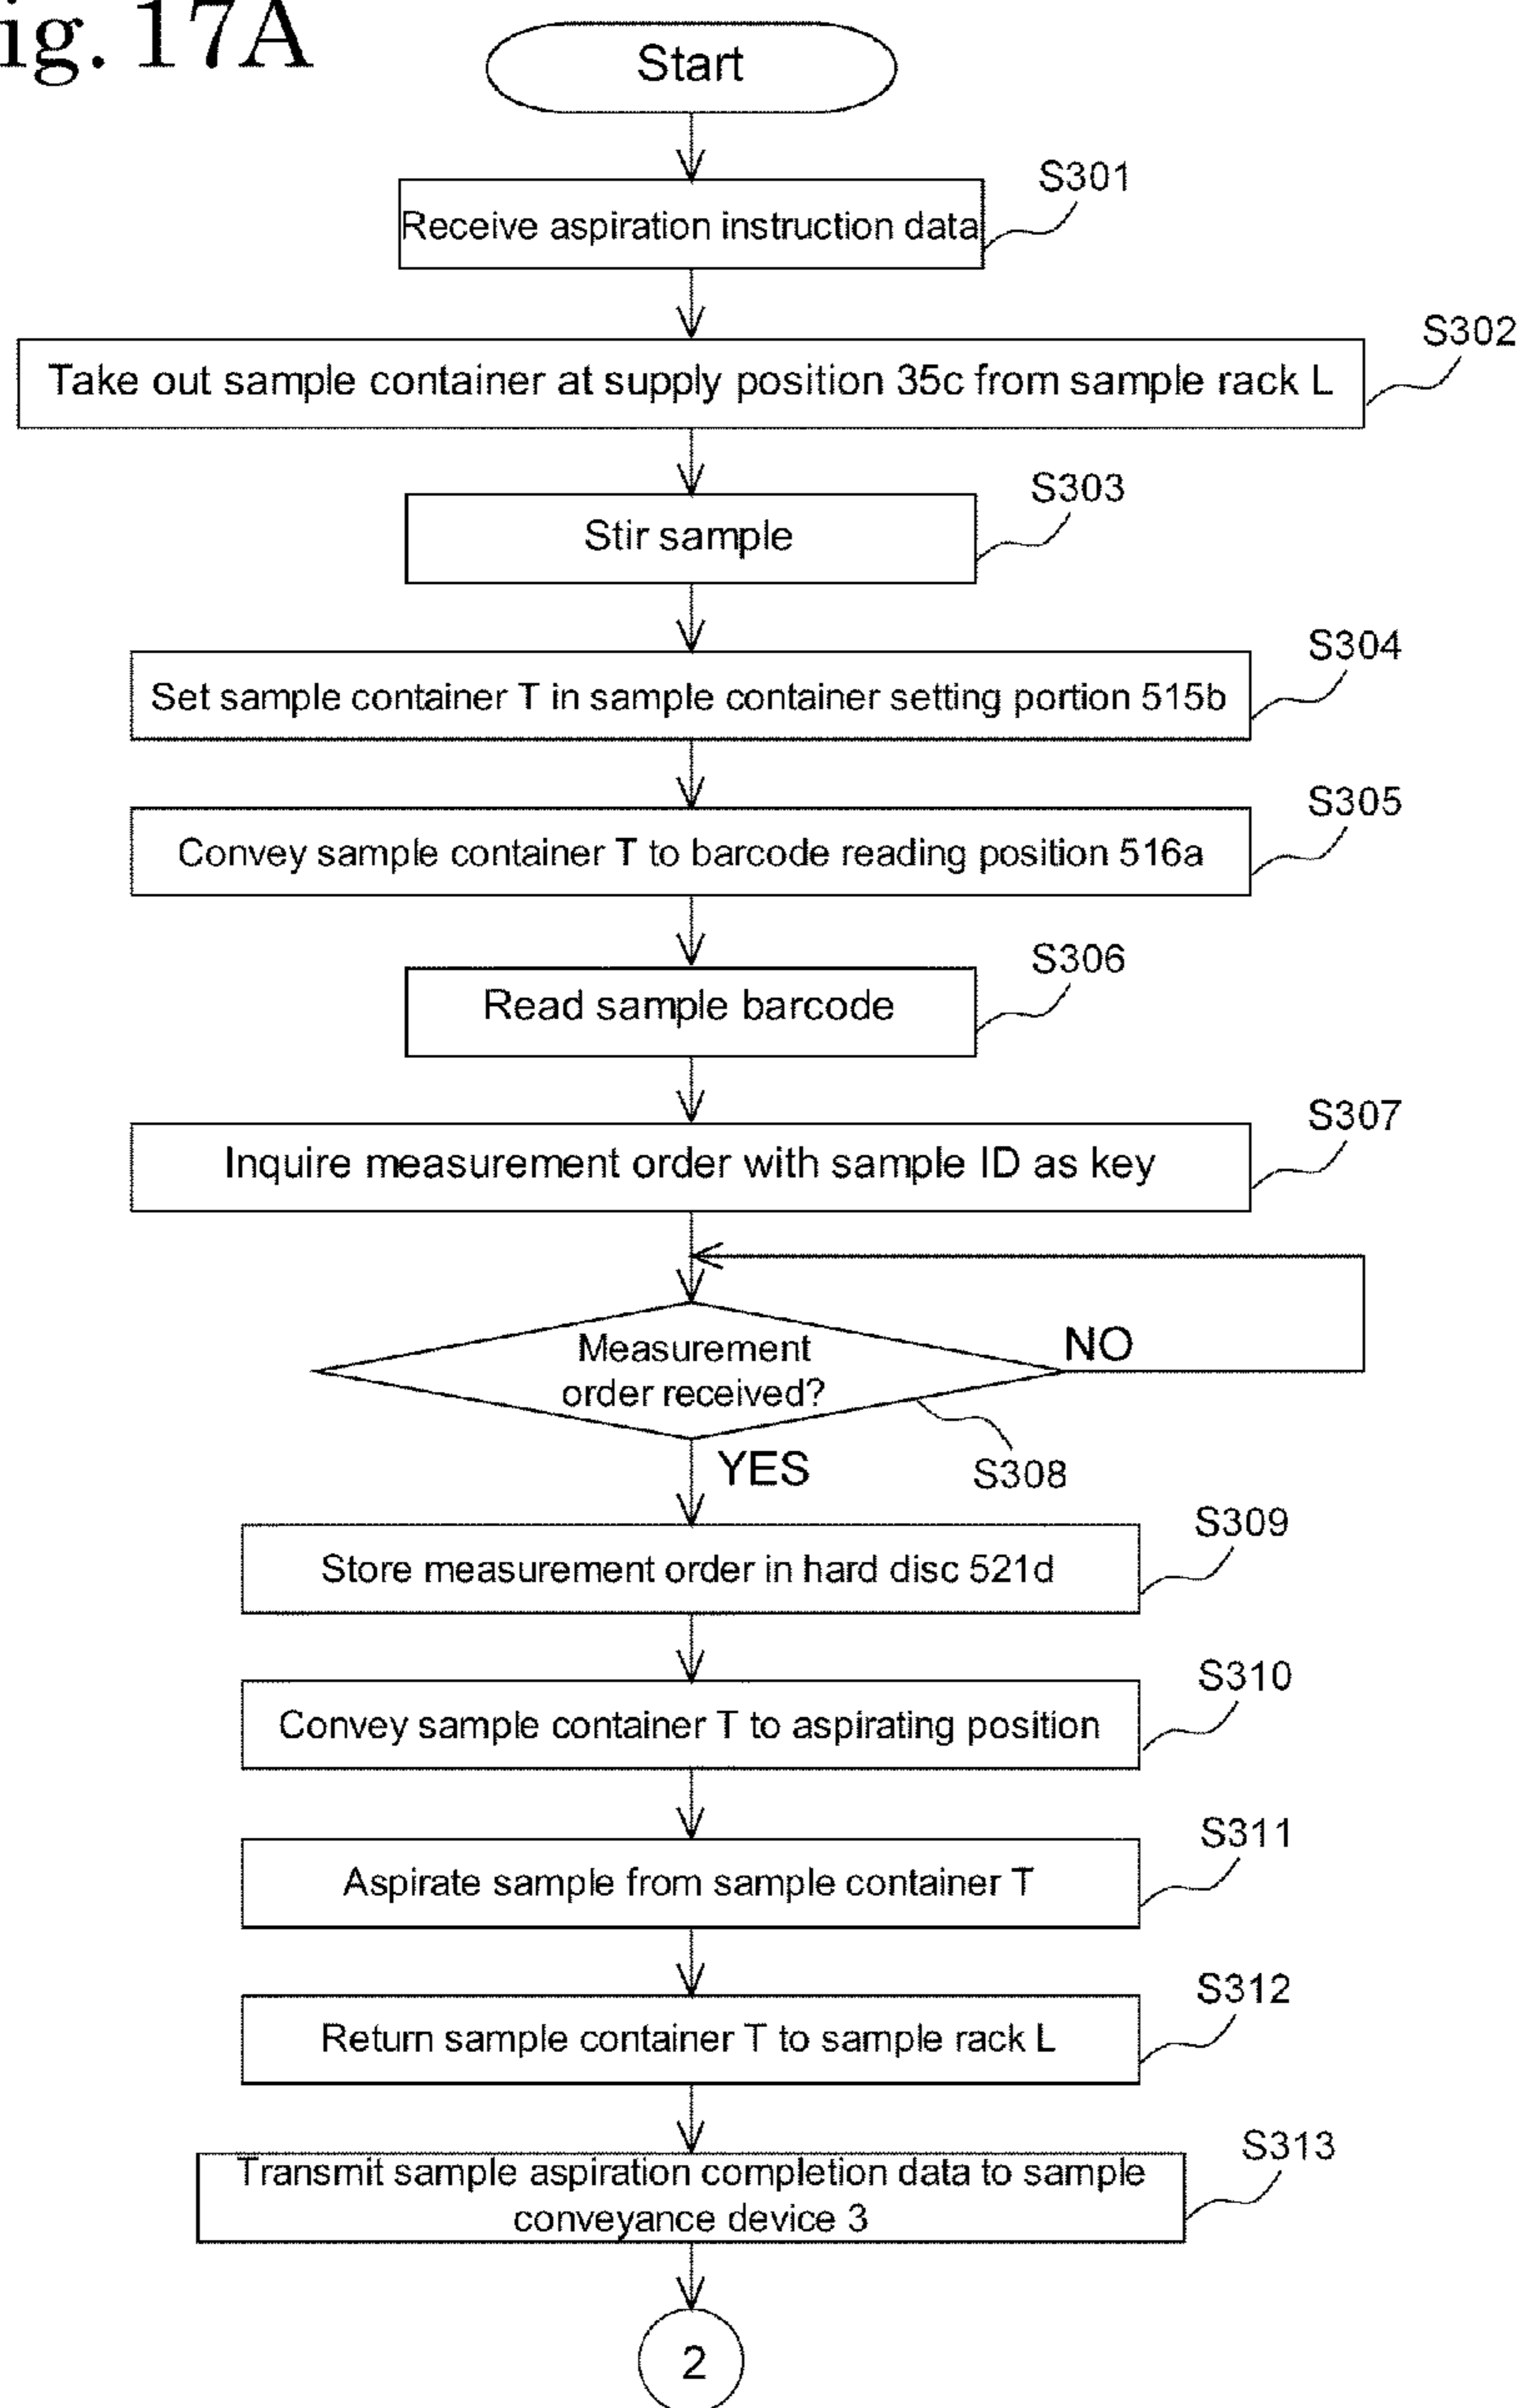 ig. 17A
Start
S301
Receive aspiration instruction data
S302
Take out sample container at supply position 35c from sample rack L
S303
Stir sample
S304
Set sample container T in sample container setting portion 515b
S305
Convey sample container T to barcode reading position 516a
S306
Read sample barcode
S307
Inquire measurement order with sample ID as key
Measurement
order received?
NO
YES
S308
S309
Store measurement order in hard disc 521d
S310
Convey sample container T to aspirating position
S311
Aspirate sample from sample container T
S312
Return sample container T to sample rack L
S313
Transmit sample aspiration completion data to sample
conveyance device 3
2